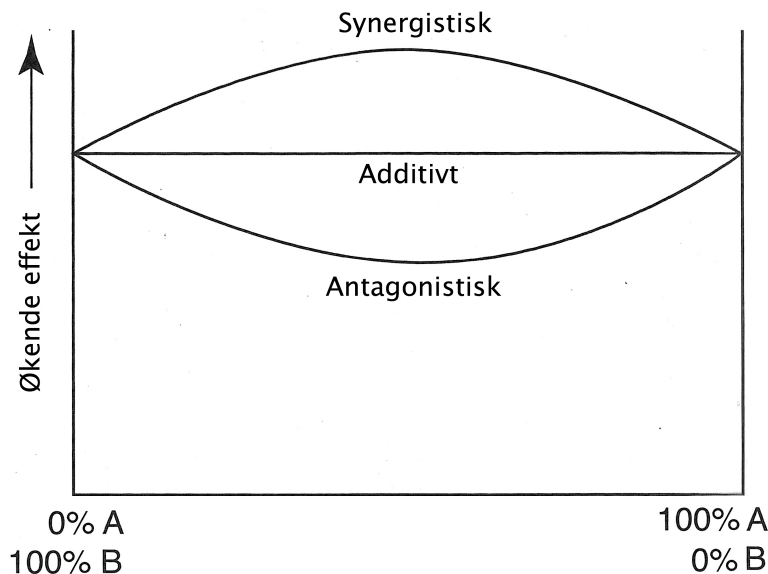 Synergistisk
Additivt
Antagonistisk
Økende effekt
0% A
100% B
100% A
0% B